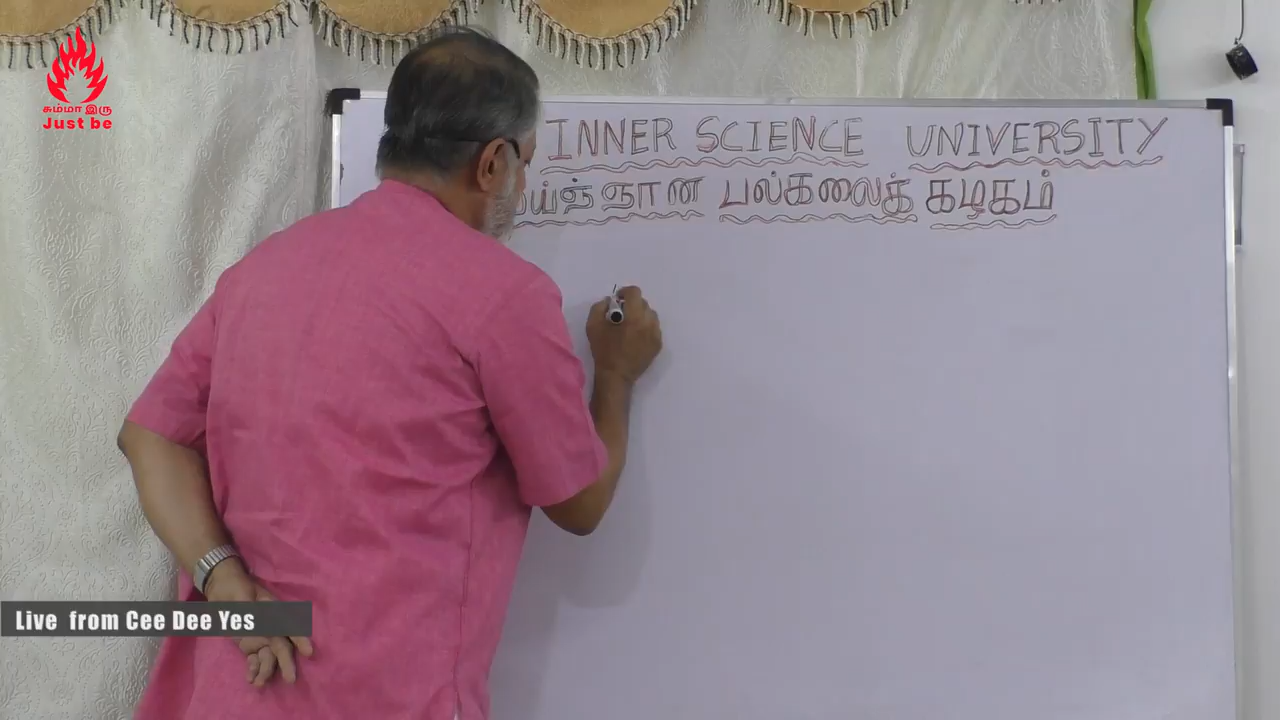 சும்மா இரு
Just be
INNER SCIENCE UNIVERSITY
ய்ஞ்ஞான பல்கலைக் கழகம்
Live from Cee Dee Yes